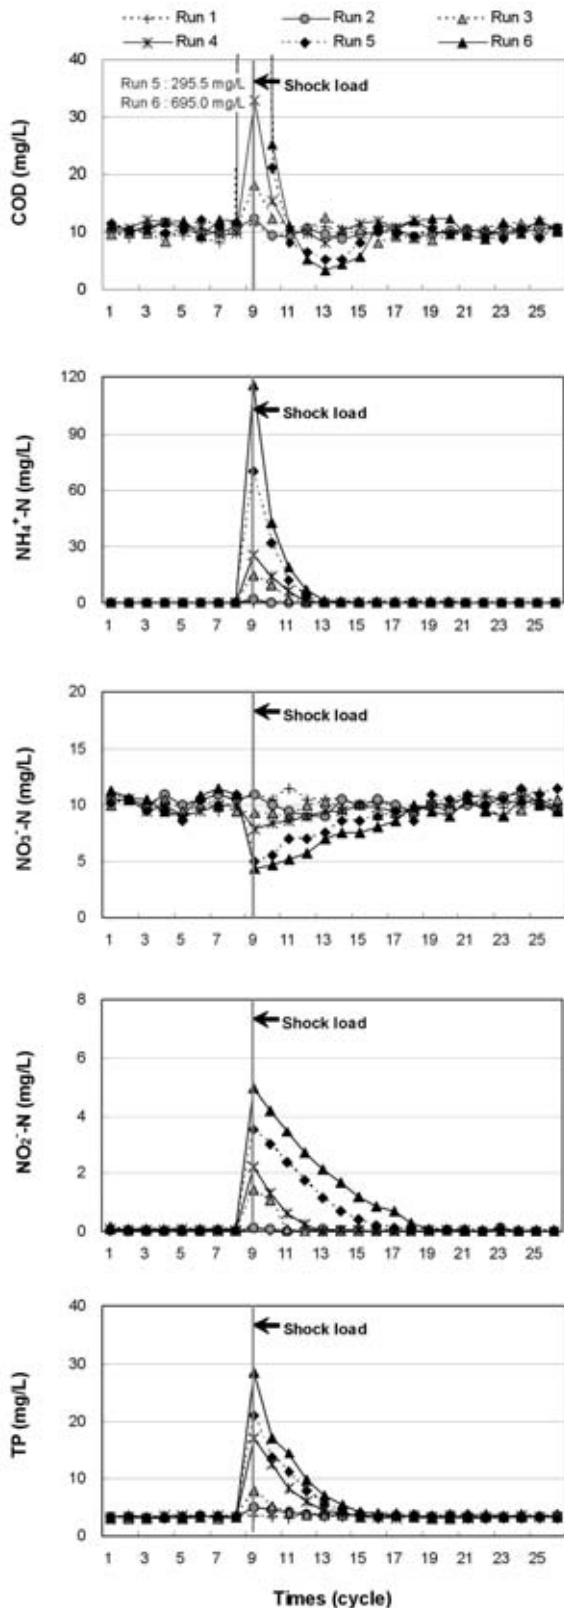 Run 1 Run 2 Run 3
Run 4 Run 5 Run 6
COD (mg/L)
40
30
20
10
0
Run 5 : 295.5 mg/L
Run 6 : 695.0 mg/L
Shock load
1 3 5 7 9 11 13 15 17 19 21 23 25
NH₄⁺-N (mg/L)
120
90
60
30
0
Shock load
1 3 5 7 9 11 13 15 17 19 21 23 25
NO₃⁻-N (mg/L)
20
15
10
5
0
Shock load
1 3 5 7 9 11 13 15 17 19 21 23 25
NO₂⁻-N (mg/L)
8
6
4
2
0
Shock load
1 3 5 7 9 11 13 15 17 19 21 23 25
TP (mg/L)
40
30
20
10
0
Shock load
1 3 5 7 9 11 13 15 17 19 21 23 25
Times (cycle)